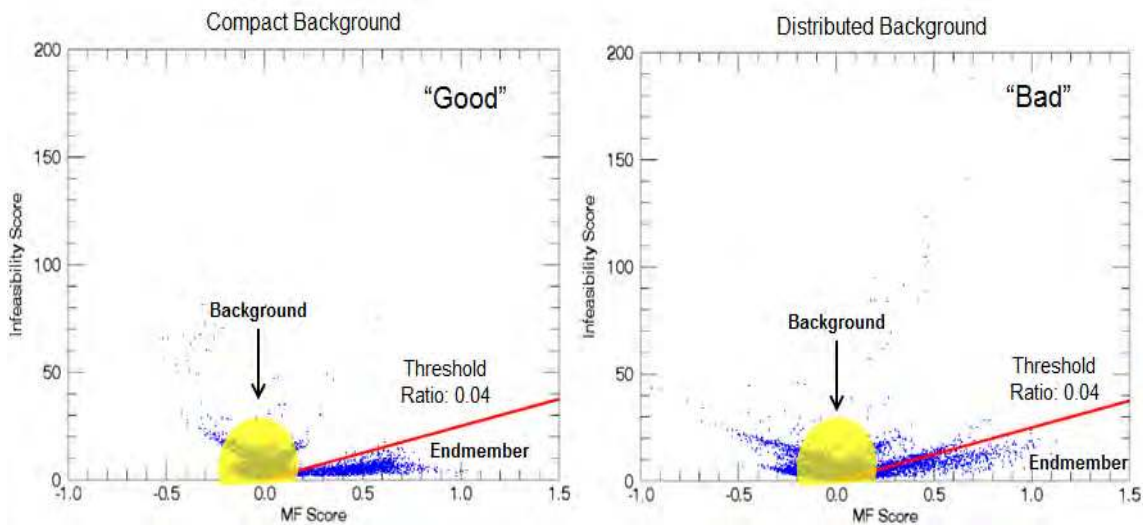 Compact Background
200
150
100
50
0
-1.0
-0.5
0.0
0.5
1.0
1.5
Infeasibility Score
MF Score
“Good”
Background
Threshold
Ratio: 0.04
Endmember
Distributed Background
200
150
100
50
0
-1.0
-0.5
0.0
0.5
1.0
1.5
Infeasibility Score
MF Score
“Bad”
Background
Threshold
Ratio: 0.04
Endmember